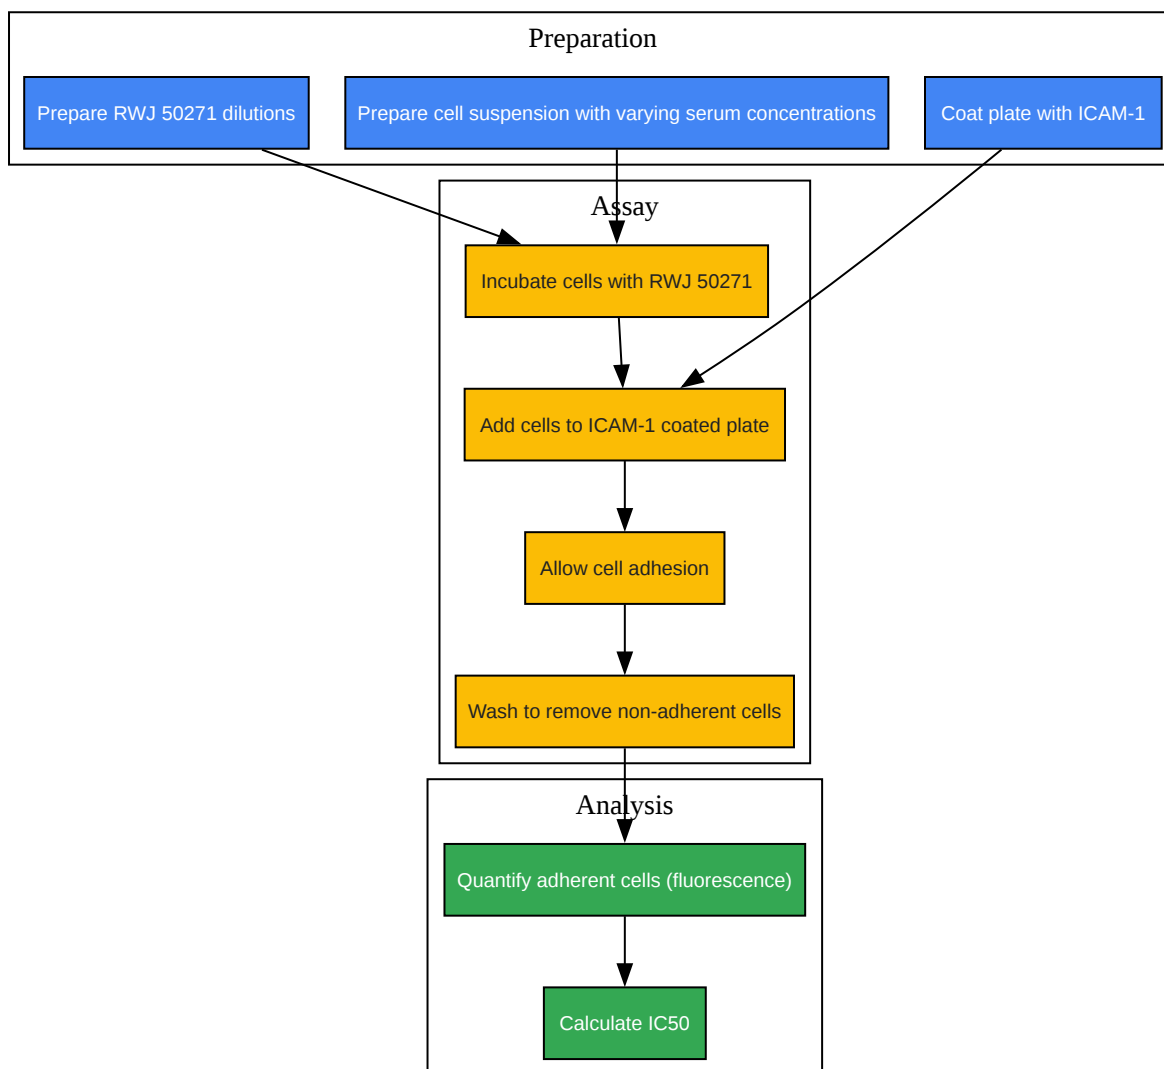 Preparation
Prepare RWJ 50271 dilutions
Prepare cell suspension with varying serum concentrations
Coat plate with ICAM-1
Assay
Incubate cells with RWJ 50271
Add cells to ICAM-1 coated plate
Allow cell adhesion
Wash to remove non-adherent cells
Analysis
Quantify adherent cells (fluorescence)
Calculate IC50